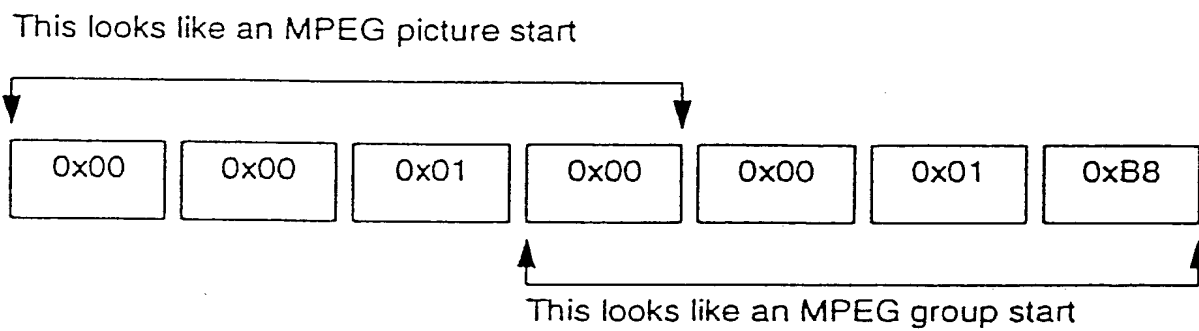 This looks like an MPEG picture start
0x00 0x00 0x01 0x00 0x00 0x01 0xB8
This looks like an MPEG group start